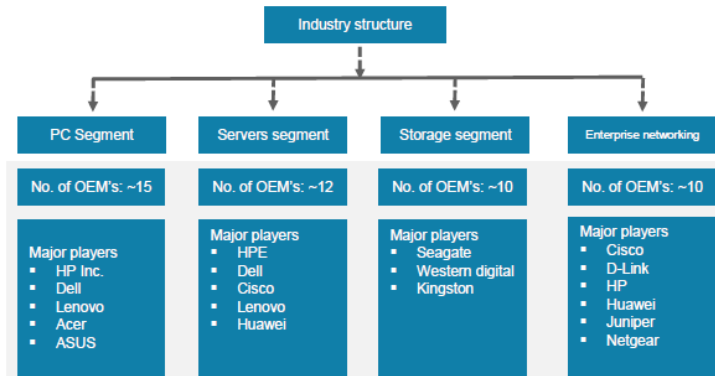 Industry structure
PC Segment
Servers segment
Storage segment
Enterprise networking
No. of OEM's: ~15
No. of OEM's: ~12
No. of OEM's: ~10
No. of OEM's: ~10
Major players
▪ HP Inc.
▪ Dell
▪ Lenovo
▪ Acer
▪ ASUS
Major players
▪ HPE
▪ Dell
▪ Cisco
▪ Lenovo
▪ Huawei
Major players
▪ Seagate
▪ Western digital
▪ Kingston
Major players
▪ Cisco
▪ D-Link
▪ HP
▪ Huawei
▪ Juniper
▪ Netgear